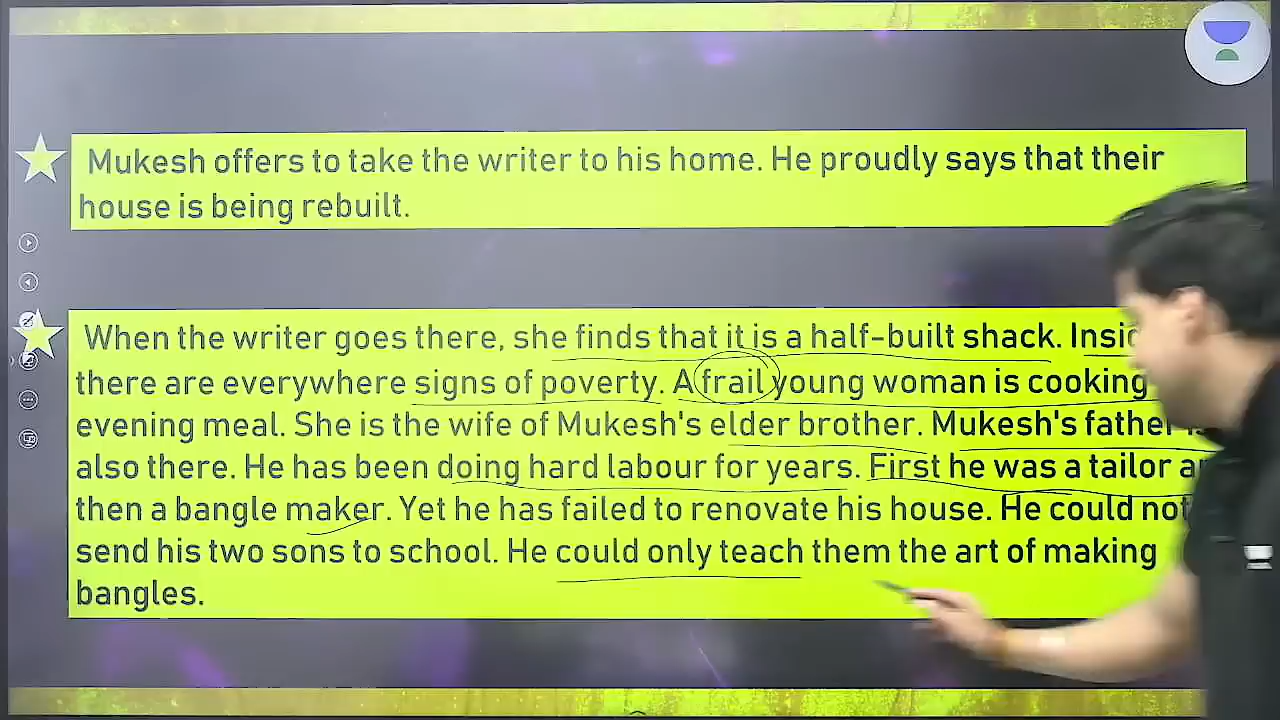 Mukesh offers to take the writer to his home. He proudly says that their
house is being rebuilt.
When the writer goes there, she finds that it is a half-built shack.
there are everywhere signs of poverty. A frail young woman is cooking
evening meal. She is the wife of Mukesh's elder brother. Mukesh's father
also there. He has been doing hard labour for years. First he was a tailor
then a bangle maker. Yet he has failed to renovate his house. He could not
send his two sons to school. He could only teach them the art of making
bangles.